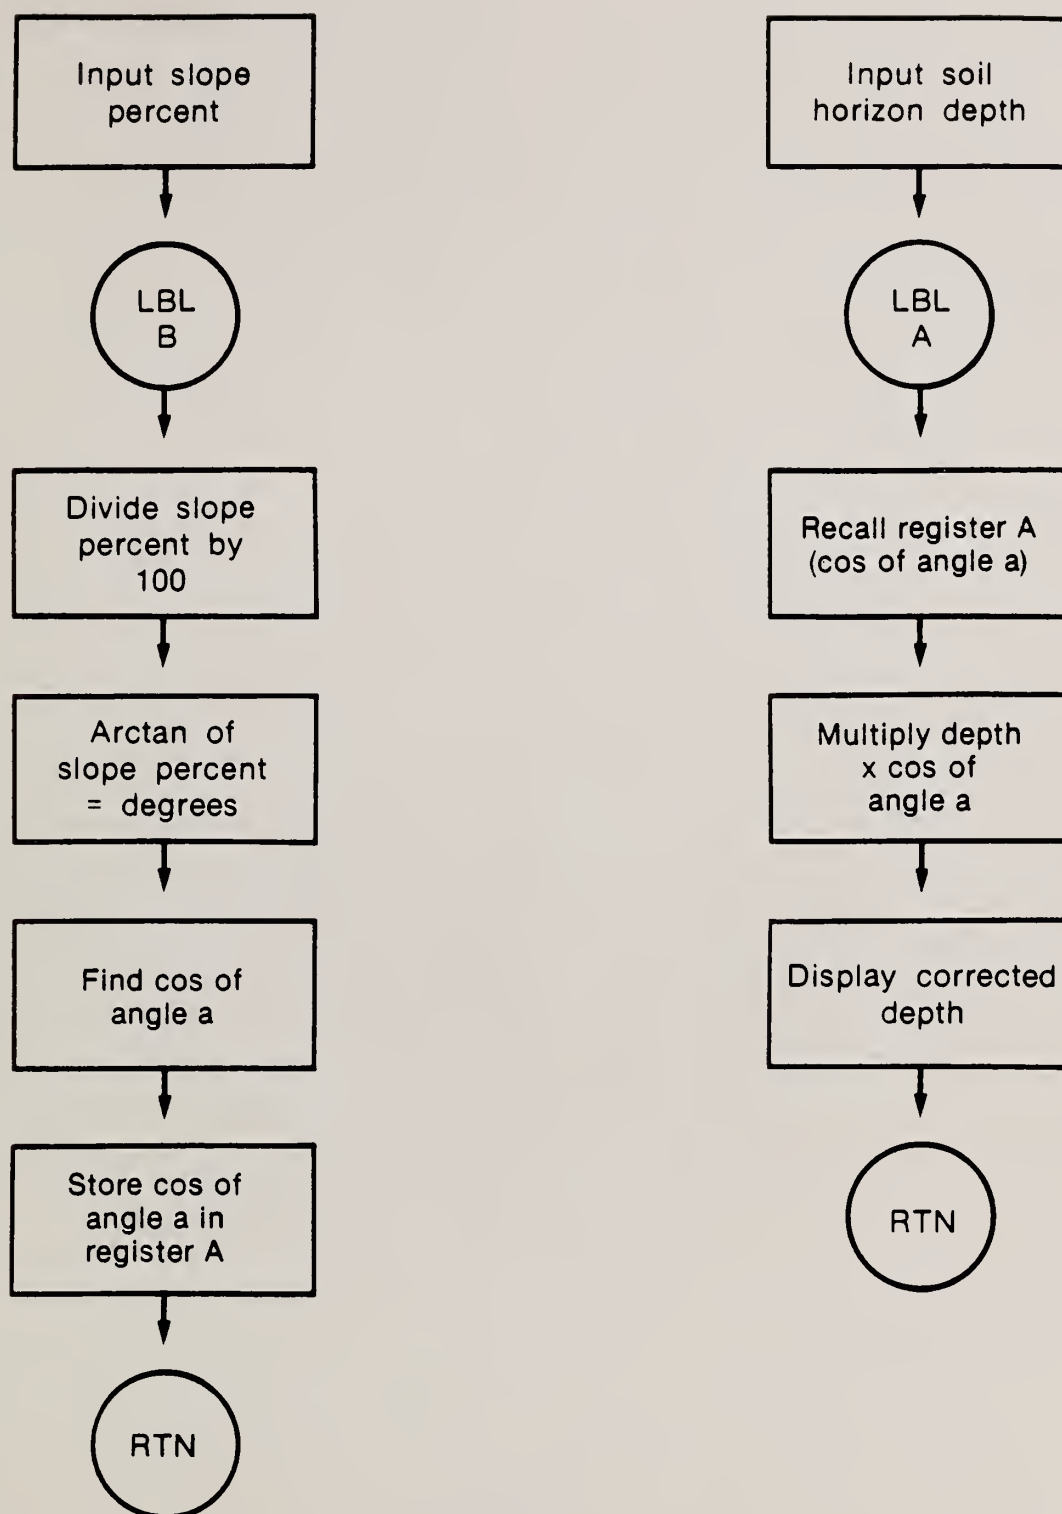 Input slope
percent
LBL
B
Divide slope
percent by
100
Arctan of
slope percent
= degrees
Find cos of
angle a
Store cos of
angle a in
register A
RTN
Input soil
horizon depth
LBL
A
Recall register A
(cos of angle a)
Multiply depth
x cos of
angle a
Display corrected
depth
RTN